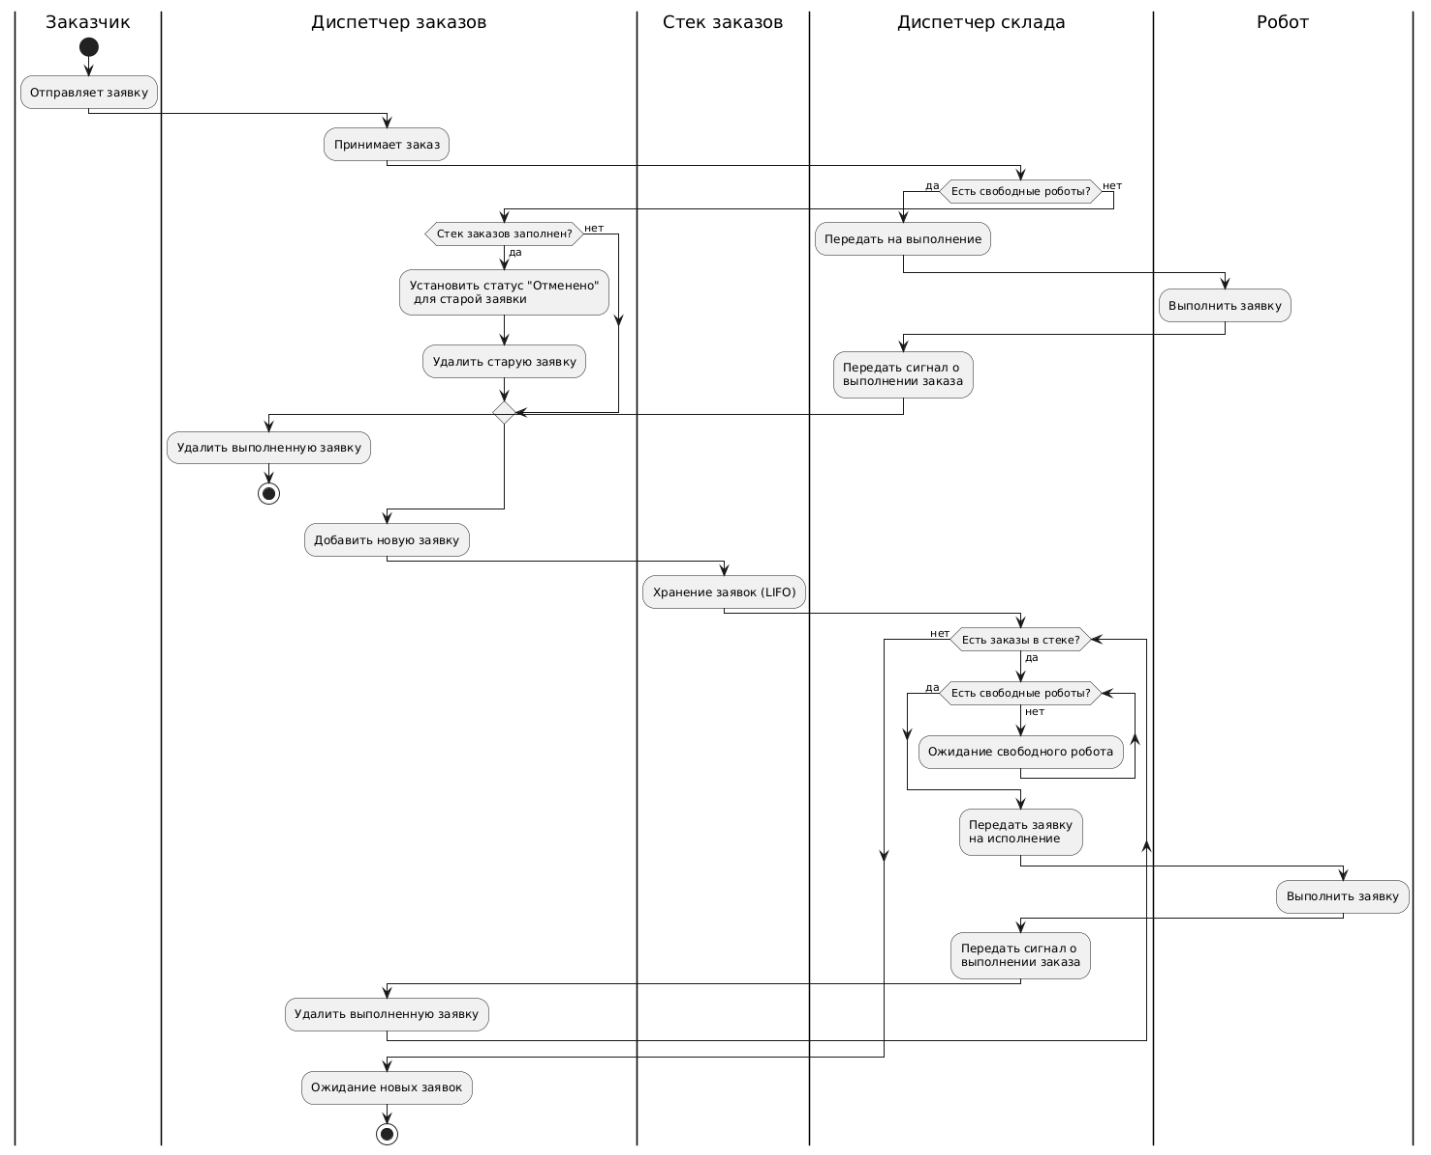 Заказчик
Диспетчер заказов
Стек заказов
Диспетчер склада
Робот
Отправляет заявку
Принимает заказ
Есть свободные роботы?
да
нет
Стек заказов заполнен?
нет
да
Передать на выполнение
Установить статус "Отменено"
для старой заявки
Выполнить заявку
Удалить старую заявку
Передать сигнал о
выполнении заказа
Удалить выполненную заявку
Добавить новую заявку
Хранение заявок (LIFO)
Есть заказы в стеке?
нет
да
Есть свободные роботы?
да
нет
Ожидание свободного робота
Передать заявку
на исполнение
Выполнить заявку
Передать сигнал о
выполнении заказа
Удалить выполненную заявку
Ожидание новых заявок